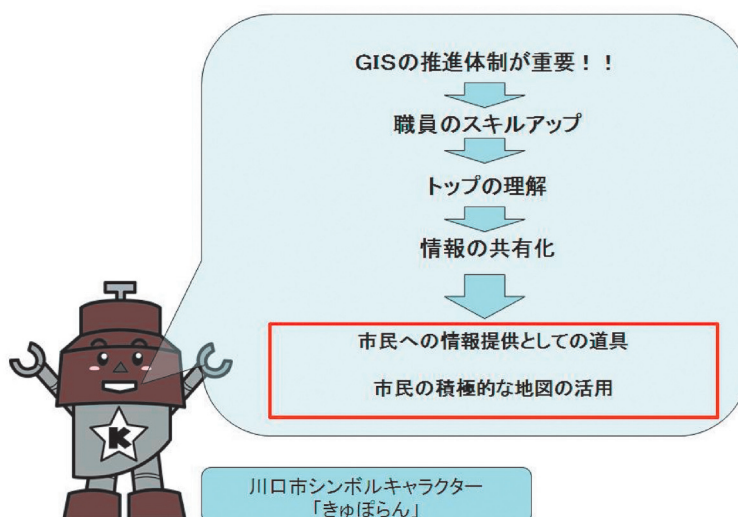 GISの推進体制が重要！！
職員のスキルアップ
トップの理解
情報の共有化
市民への情報提供としての道具
市民の積極的な地図の活用
K
川口市シンボルキャラクター
「きゅぽらん」